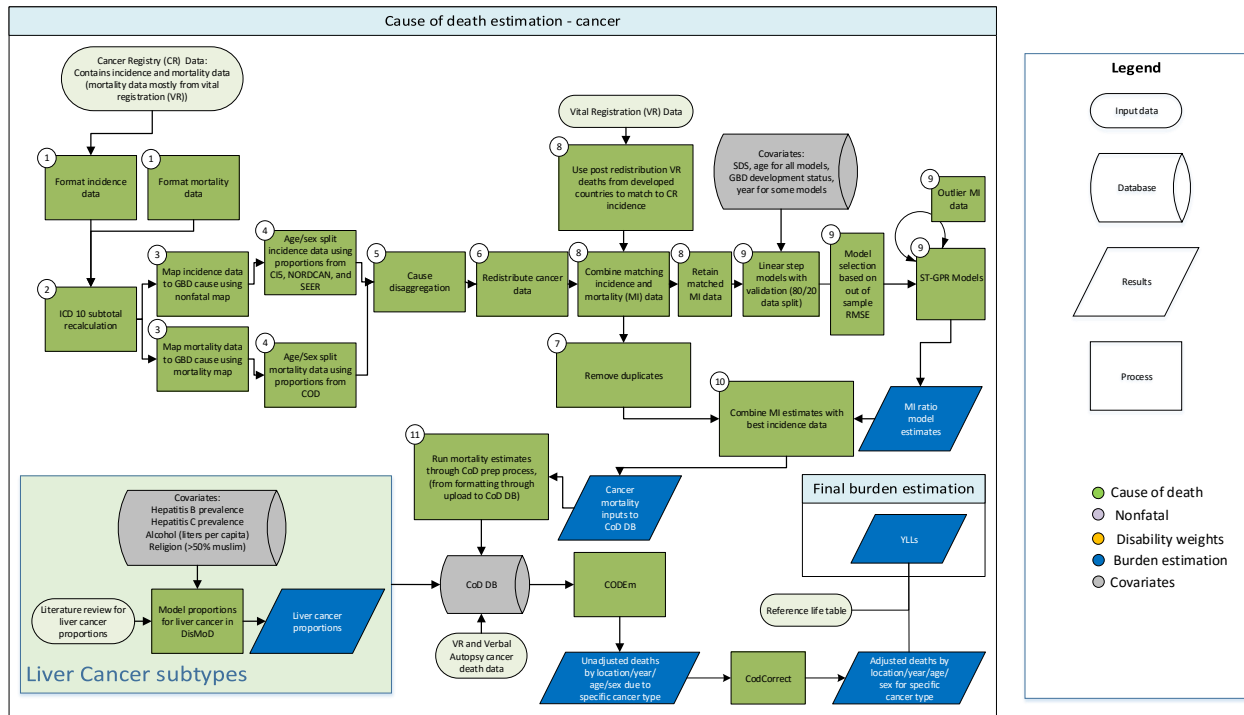 Cause of death estimation - cancer
Cancer Registry (CR) Data:
Contains incidence and mortality data
(mortality data mostly from vital
registration (VR))
1
Format incidence
data
1
Format mortality data
2
ICD 10 subtotal
recalculation
3
Map incidence data
to GBD cause using
nonfatal map
3
Map mortality data
to GBD cause using
mortality map
4
Age/sex split
incidence data using
proportions from
CI5, NORDCAN, and
SEER
4
Age/Sex split
mortality data using
proportions from
COD
5
Cause
disaggregation
6
Redistribute cancer
data
Vital Registration (VR) Data
8
Use post redistribution VR
deaths from developed
countries to match to CR
incidence
8
Combine matching
incidence and
mortality (MI) data
8
Retain
matched MI
data
Covariates:
SDS, age for all models,
GBD development status,
year for some models
9
Linear step
models with
validation (80/20
data split)
9
Model
selection
based on
out of
sample
RMSE
9
Outlier MI
data
9
ST-GPR Models
7
Remove duplicates
10
Combine MI estimates with
best incidence data
MI ratio
model
estimates
11
Run mortality estimates
through CoD prep process,
(from formatting through
upload to CoD DB)
Cancer
mortality
inputs to
CoD DB
Final burden estimation
YLLs
Reference life table
Covariates:
Hepatitis B prevalence
Hepatitis C prevalence
Alcohol (liters per capita)
Religion (>50% muslim)
Literature review for
liver cancer
proportions
Model proportions
for liver cancer in
DisMoD
Liver cancer
proportions
Liver Cancer subtypes
CoD DB
VR and Verbal
Autopsy cancer
death data
CODEm
Unadjusted deaths
by location/year/
age/sex due to
specific cancer type
CodCorrect
Adjusted deaths by
location/year/age/
sex for specific
cancer type
Legend
Input data
Database
Results
Process
Cause of death
Nonfatal
Disability weights
Burden estimation
Covariates